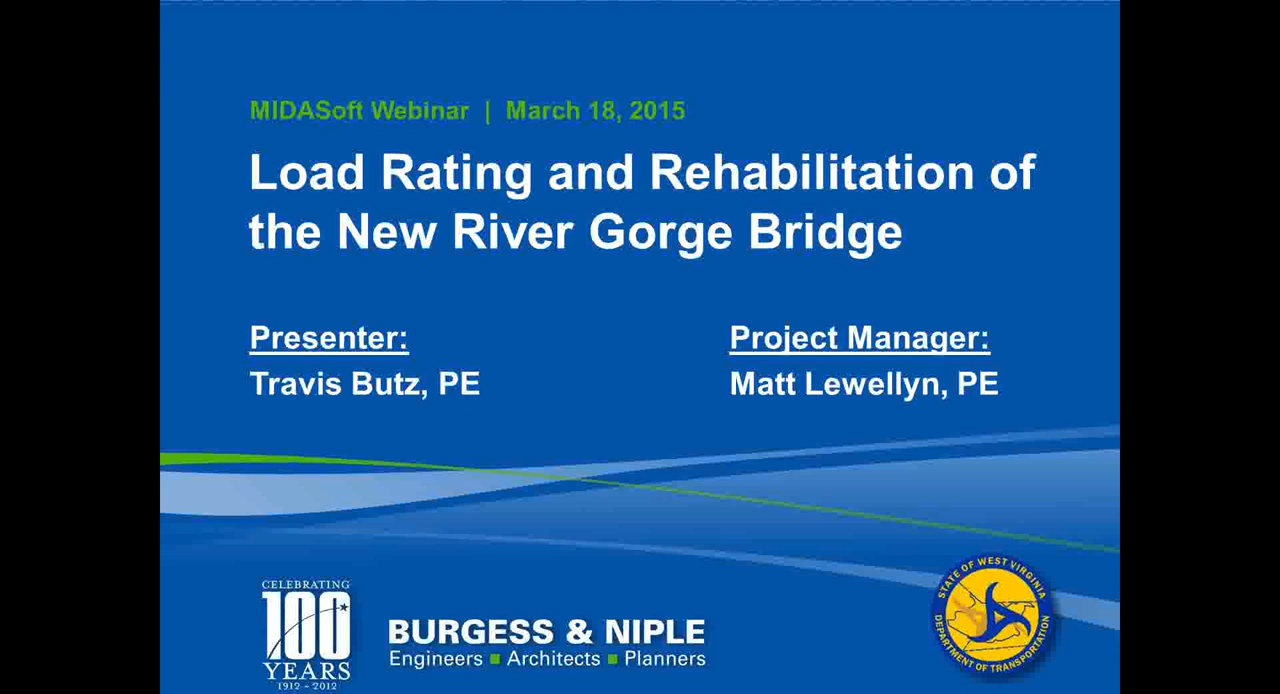 MIDASoft Webinar | March 18, 2015
Load Rating and Rehabilitation of
the New River Gorge Bridge
Presenter:
Travis Butz, PE
Project Manager:
Matt Lewellyn, PE
CELEBRATING
100
YEARS
1912 - 2012
BURGESS & NIPLE
Engineers ■ Architects ■ Planners
STATE OF WEST VIRGINIA
DEPARTMENT OF TRANSPORTATION